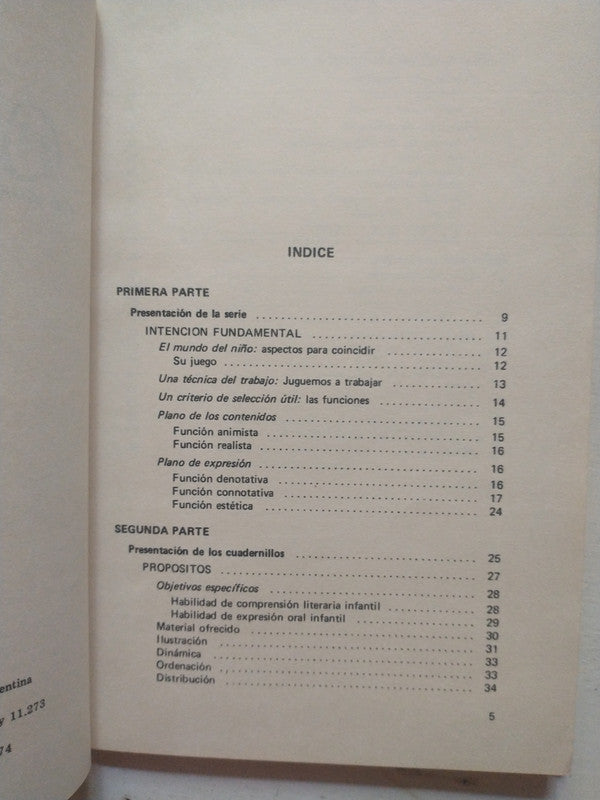 entina
y 11.273
74
INDICE
PRIMERA PARTE
Presentación de la serie ........ 9
INTENCION FUNDAMENTAL ........ 11
El mundo del niño: aspectos para coincidir ........ 12
Su juego ........ 12
Una técnica del trabajo: Juguemos a trabajar ........ 13
Un criterio de selección útil: las funciones ........ 14
Plano de los contenidos ........ 15
Función animista ........ 15
Función realista ........ 16
Plano de expresión ........ 16
Función denotativa ........ 16
Función connotativa ........ 17
Función estética ........ 24
SEGUNDA PARTE
Presentación de los cuadernillos ........ 25
PROPOSITOS ........ 27
Objetivos específicos ........ 28
Habilidad de comprensión literaria infantil ........ 28
Habilidad de expresión oral infantil ........ 29
Material ofrecido ........ 30
Ilustración ........ 31
Dinámica ........ 33
Ordenación ........ 33
Distribución ........ 34
5